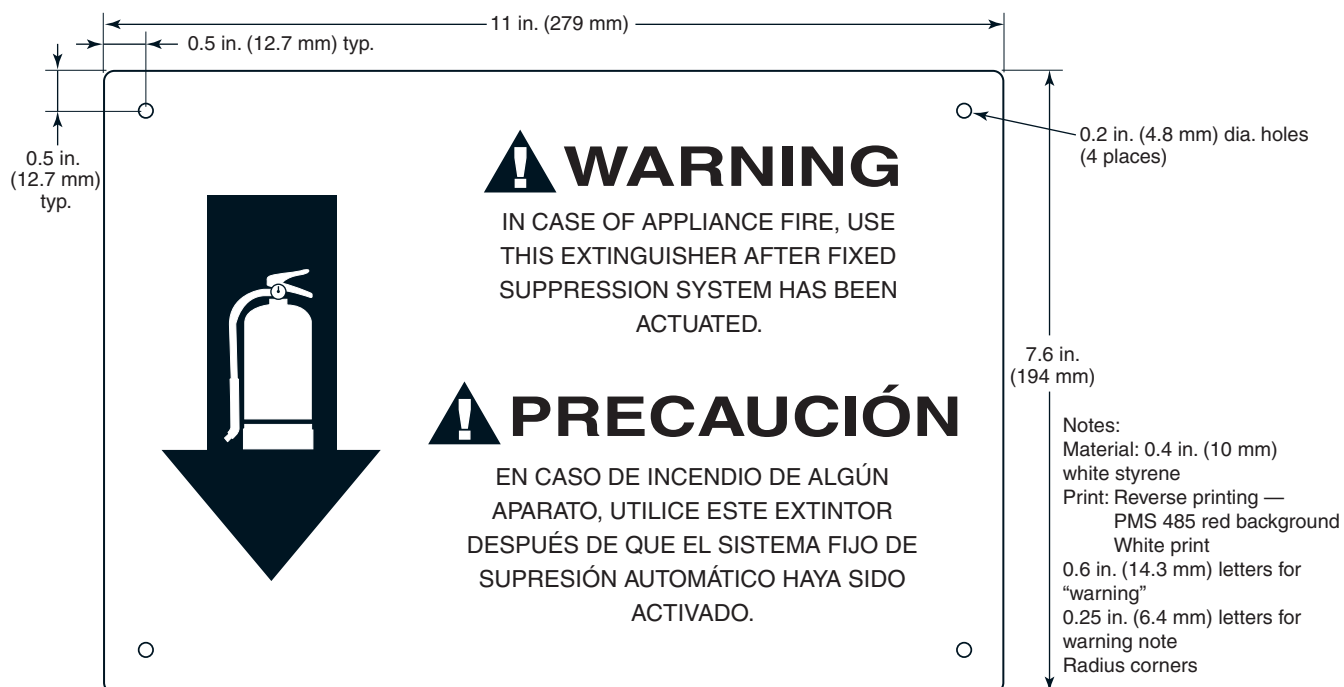 11 in. (279 mm)
0.5 in. (12.7 mm) typ.
0.5 in.
(12.7 mm)
typ.
0.2 in. (4.8 mm) dia. holes
(4 places)
! WARNING
IN CASE OF APPLIANCE FIRE, USE
THIS EXTINGUISHER AFTER FIXED
SUPPRESSION SYSTEM HAS BEEN
ACTUATED.
7.6 in.
(194 mm)
! PRECAUCIÓN
EN CASO DE INCENDIO DE ALGÚN
APARATO, UTILICE ESTE EXTINTOR
DESPUÉS DE QUE EL SISTEMA FIJO DE
SUPRESIÓN AUTOMÁTICO HAYA SIDO
ACTIVADO.
Notes:
Material: 0.4 in. (10 mm)
white styrene
Print: Reverse printing —
PMS 485 red background
White print
0.6 in. (14.3 mm) letters for
“warning”
0.25 in. (6.4 mm) letters for
warning note
Radius corners